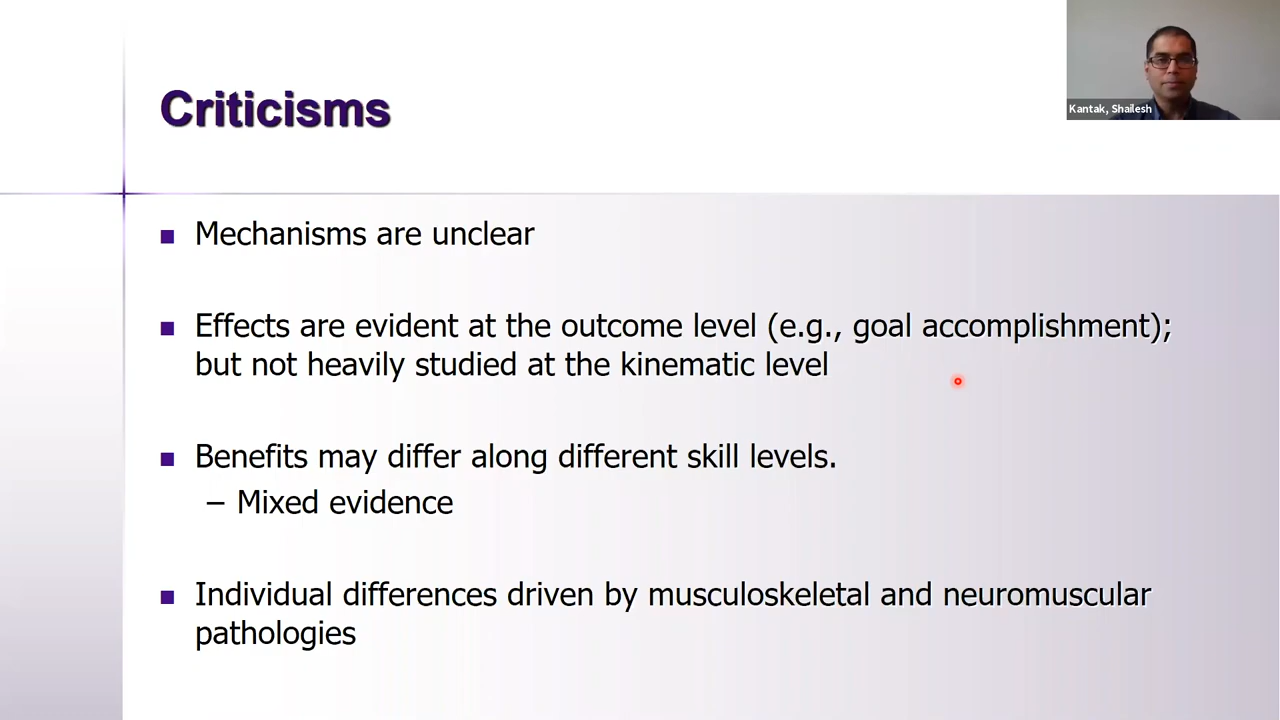 Kantak, Shailesh
Criticisms
■ Mechanisms are unclear
■ Effects are evident at the outcome level (e.g., goal accomplishment);
but not heavily studied at the kinematic level
■ Benefits may differ along different skill levels.
– Mixed evidence
■ Individual differences driven by musculoskeletal and neuromuscular
pathologies